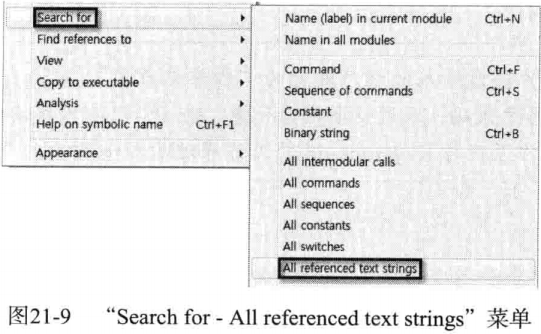 Search for
Find references to
View
Copy to executable
Analysis
Help on symbolic name Ctrl+F1
Appearance
Name (label) in current module Ctrl+N
Name in all modules
Command Ctrl+F
Sequence of commands Ctrl+S
Constant
Binary string Ctrl+B
All intermodular calls
All commands
All sequences
All constants
All switches
All referenced text strings
图21-9 “Search for - All referenced text strings”菜单